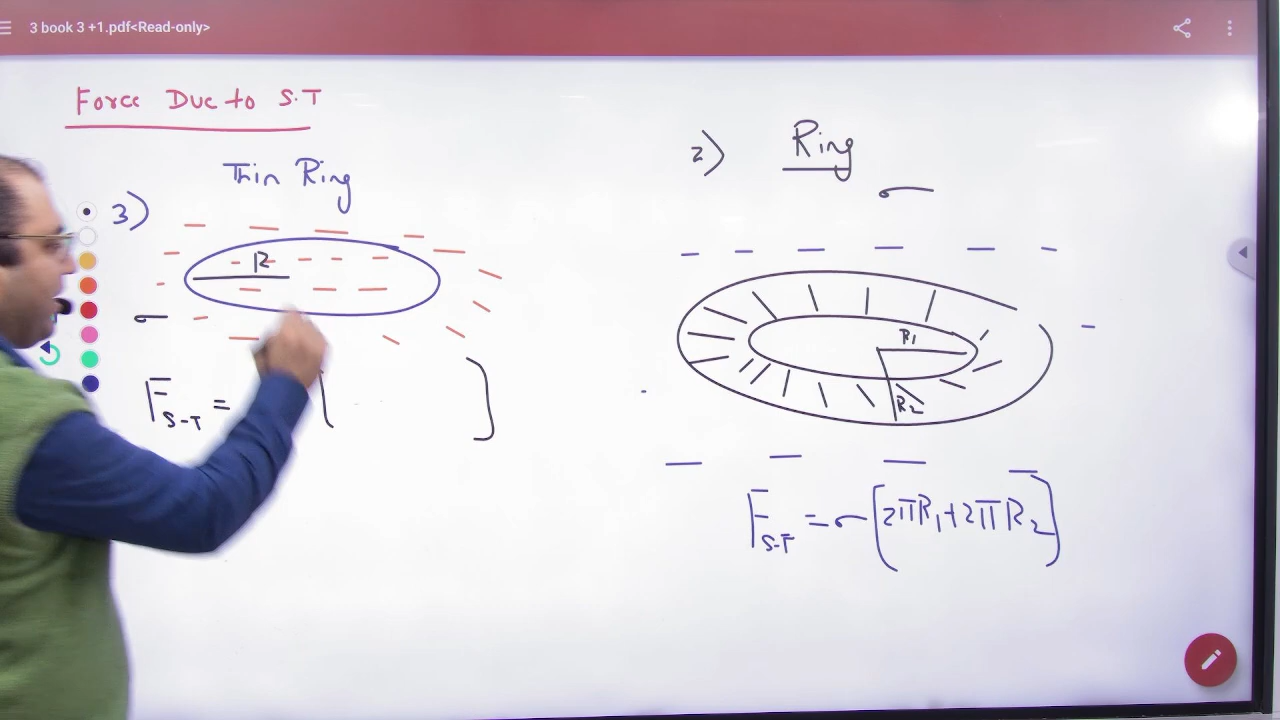 3 book 3 +1.pdf<Read-only>
Force Due to S.T
Thin Ring
3)
R
σ
F_S-T = [ ]
2) Ring
σ
R₁
R₂
F_S-T = σ[2πR₁+2πR₂]